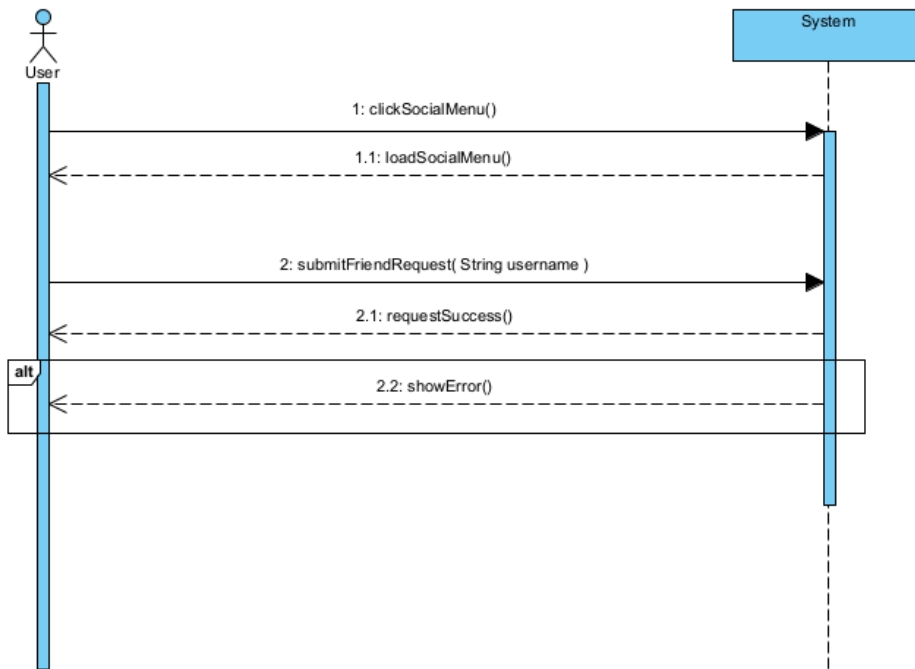 System
User
1: clickSocialMenu()
1.1: loadSocialMenu()
2: submitFriendRequest( String username )
2.1: requestSuccess()
alt
2.2: showError()